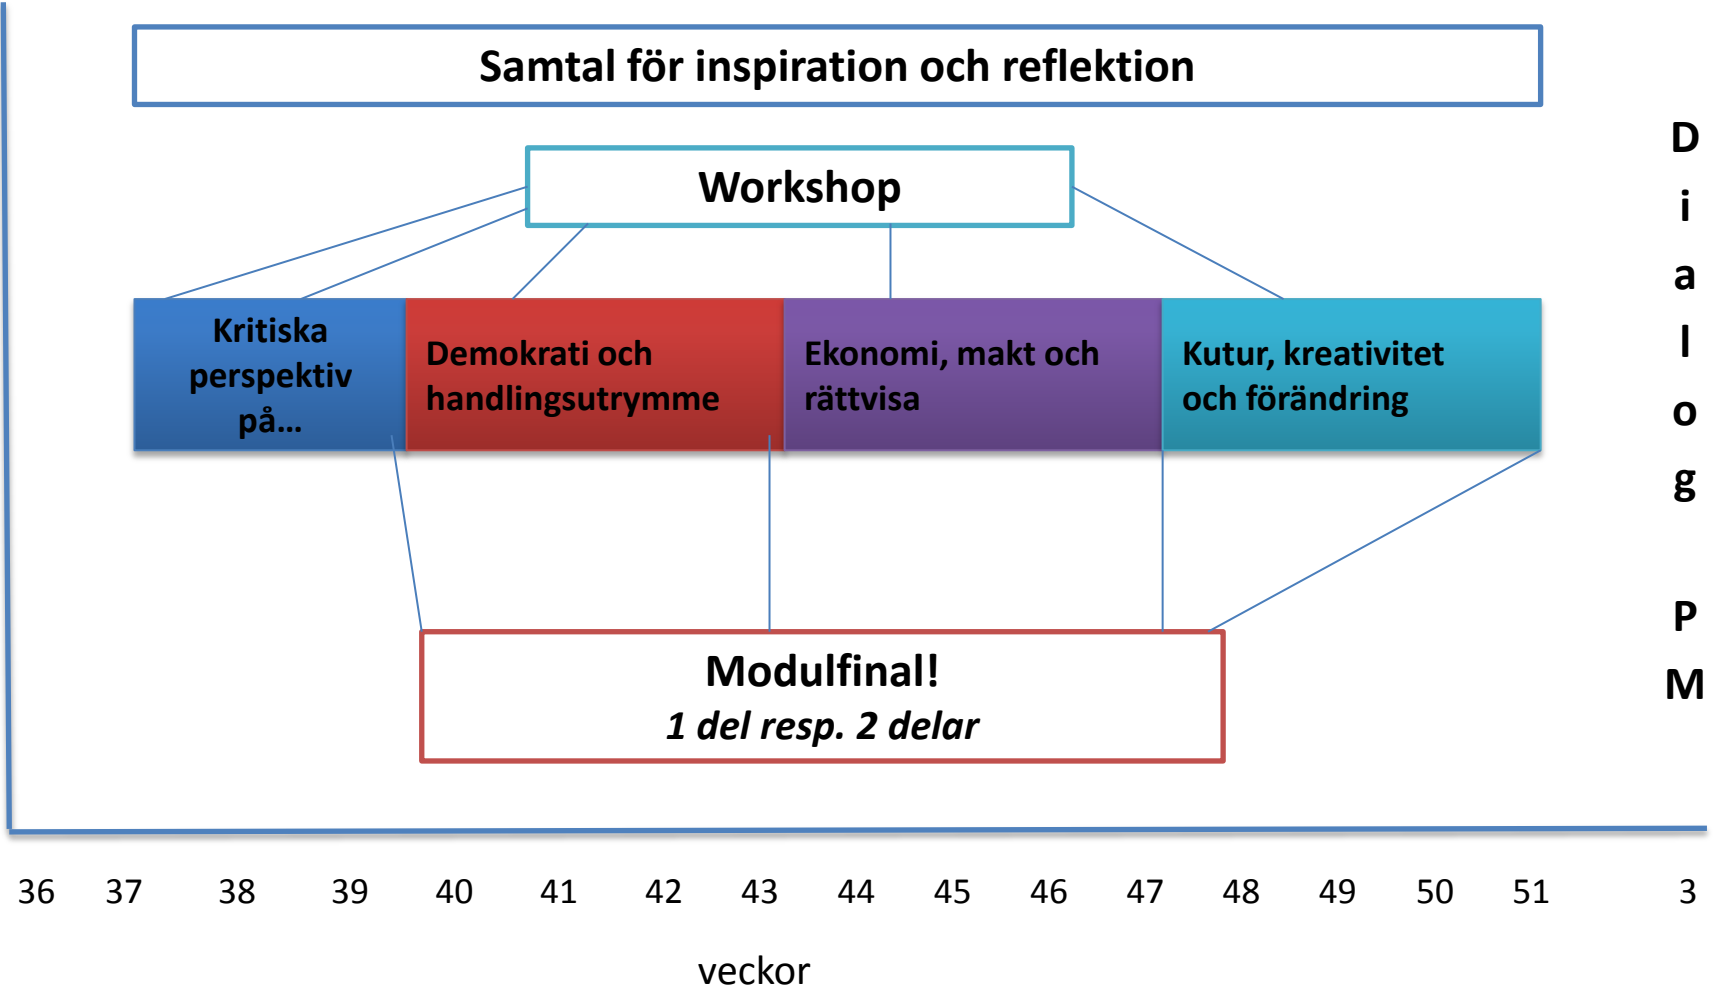 Samtal för inspiration och reflektion
Workshop
Kritiska
perspektiv
på...
Demokrati och
handlingsutrymme
Ekonomi, makt och
rättvisa
Kutur, kreativitet
och förändring
Modulfinal!
1 del resp. 2 delar
D
i
a
l
o
g
P
M
36 37 38 39 40 41 42 43 44 45 46 47 48 49 50 51 3
veckor